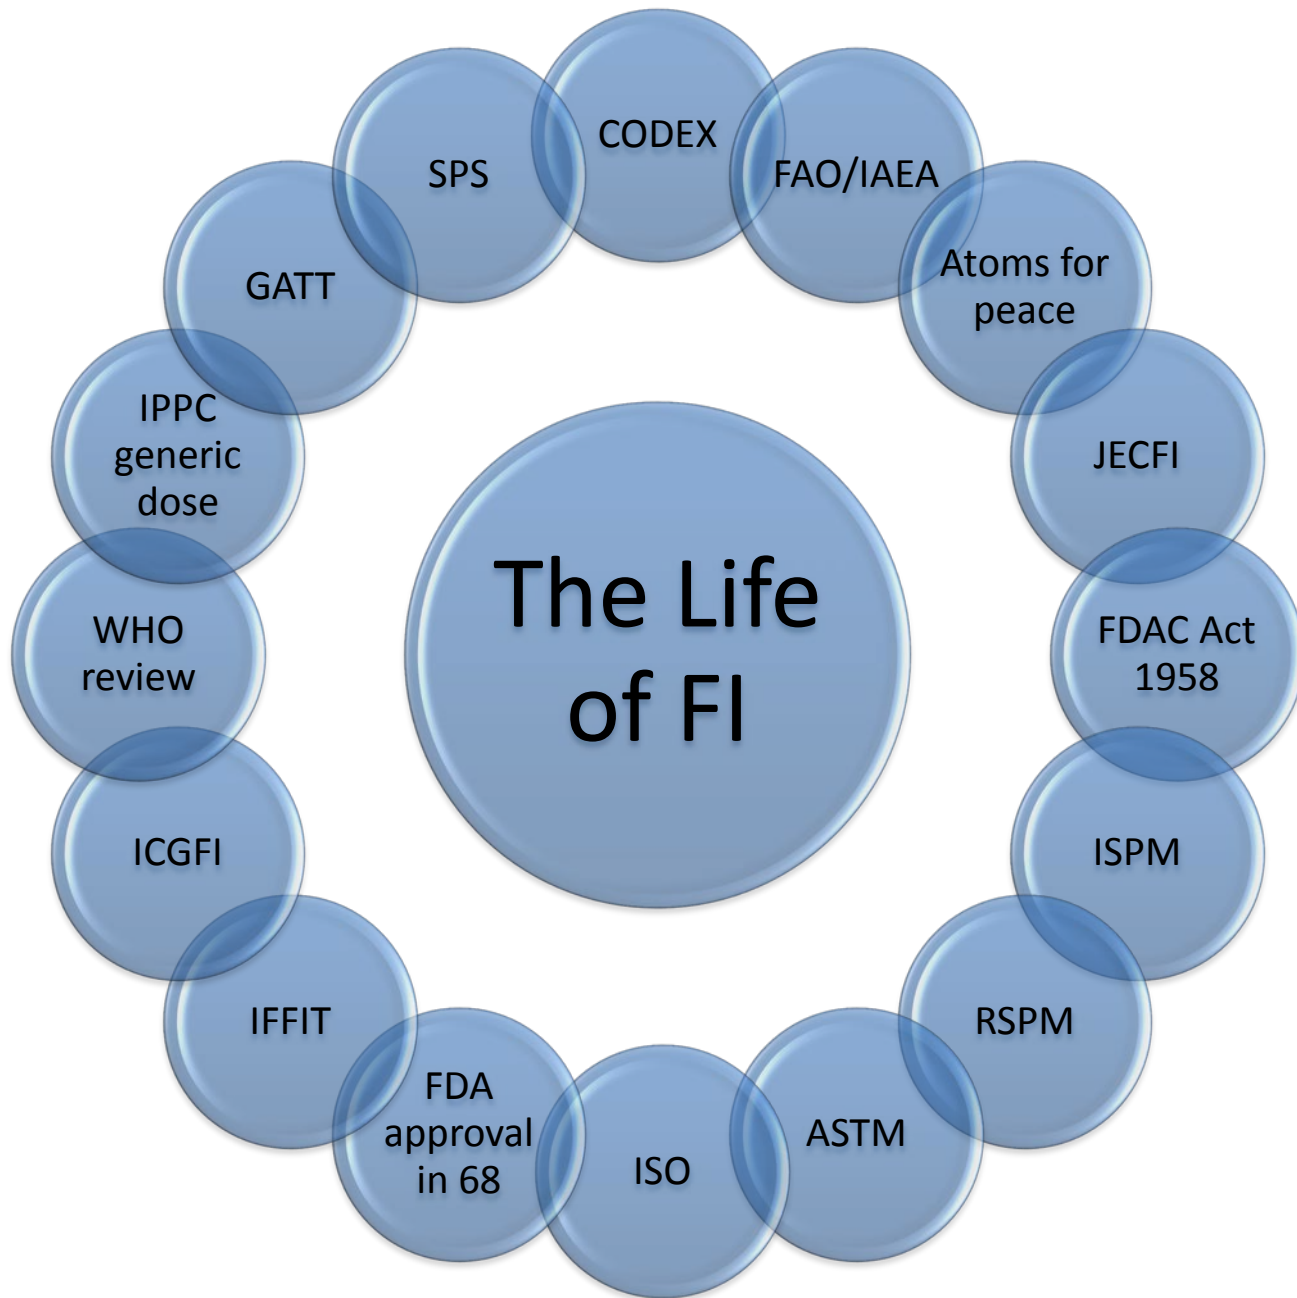 CODEX
FAO/IAEA
Atoms for
peace
JECFI
FDAC Act
1958
ISPM
RSPM
ASTM
ISO
FDA
approval
in 68
IFFIT
ICGFI
WHO
review
IPPC
generic
dose
GATT
SPS
The Life
of FI